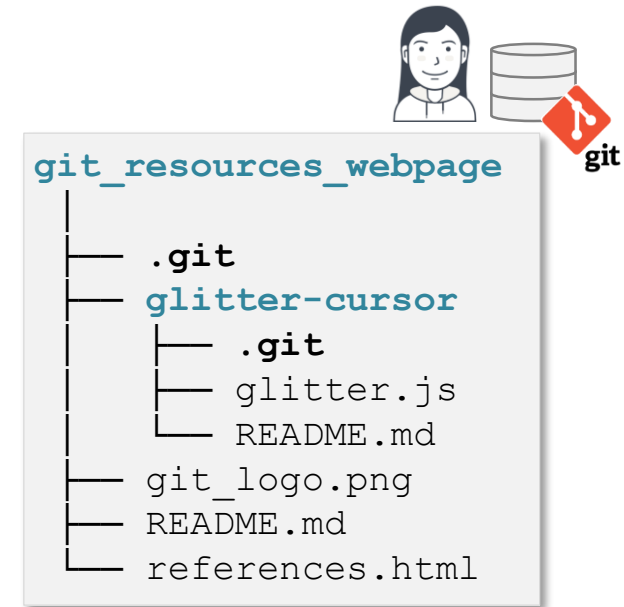 git
git_resources_webpage
.git
glitter-cursor
.git
glitter.js
README.md
git_logo.png
README.md
references.html